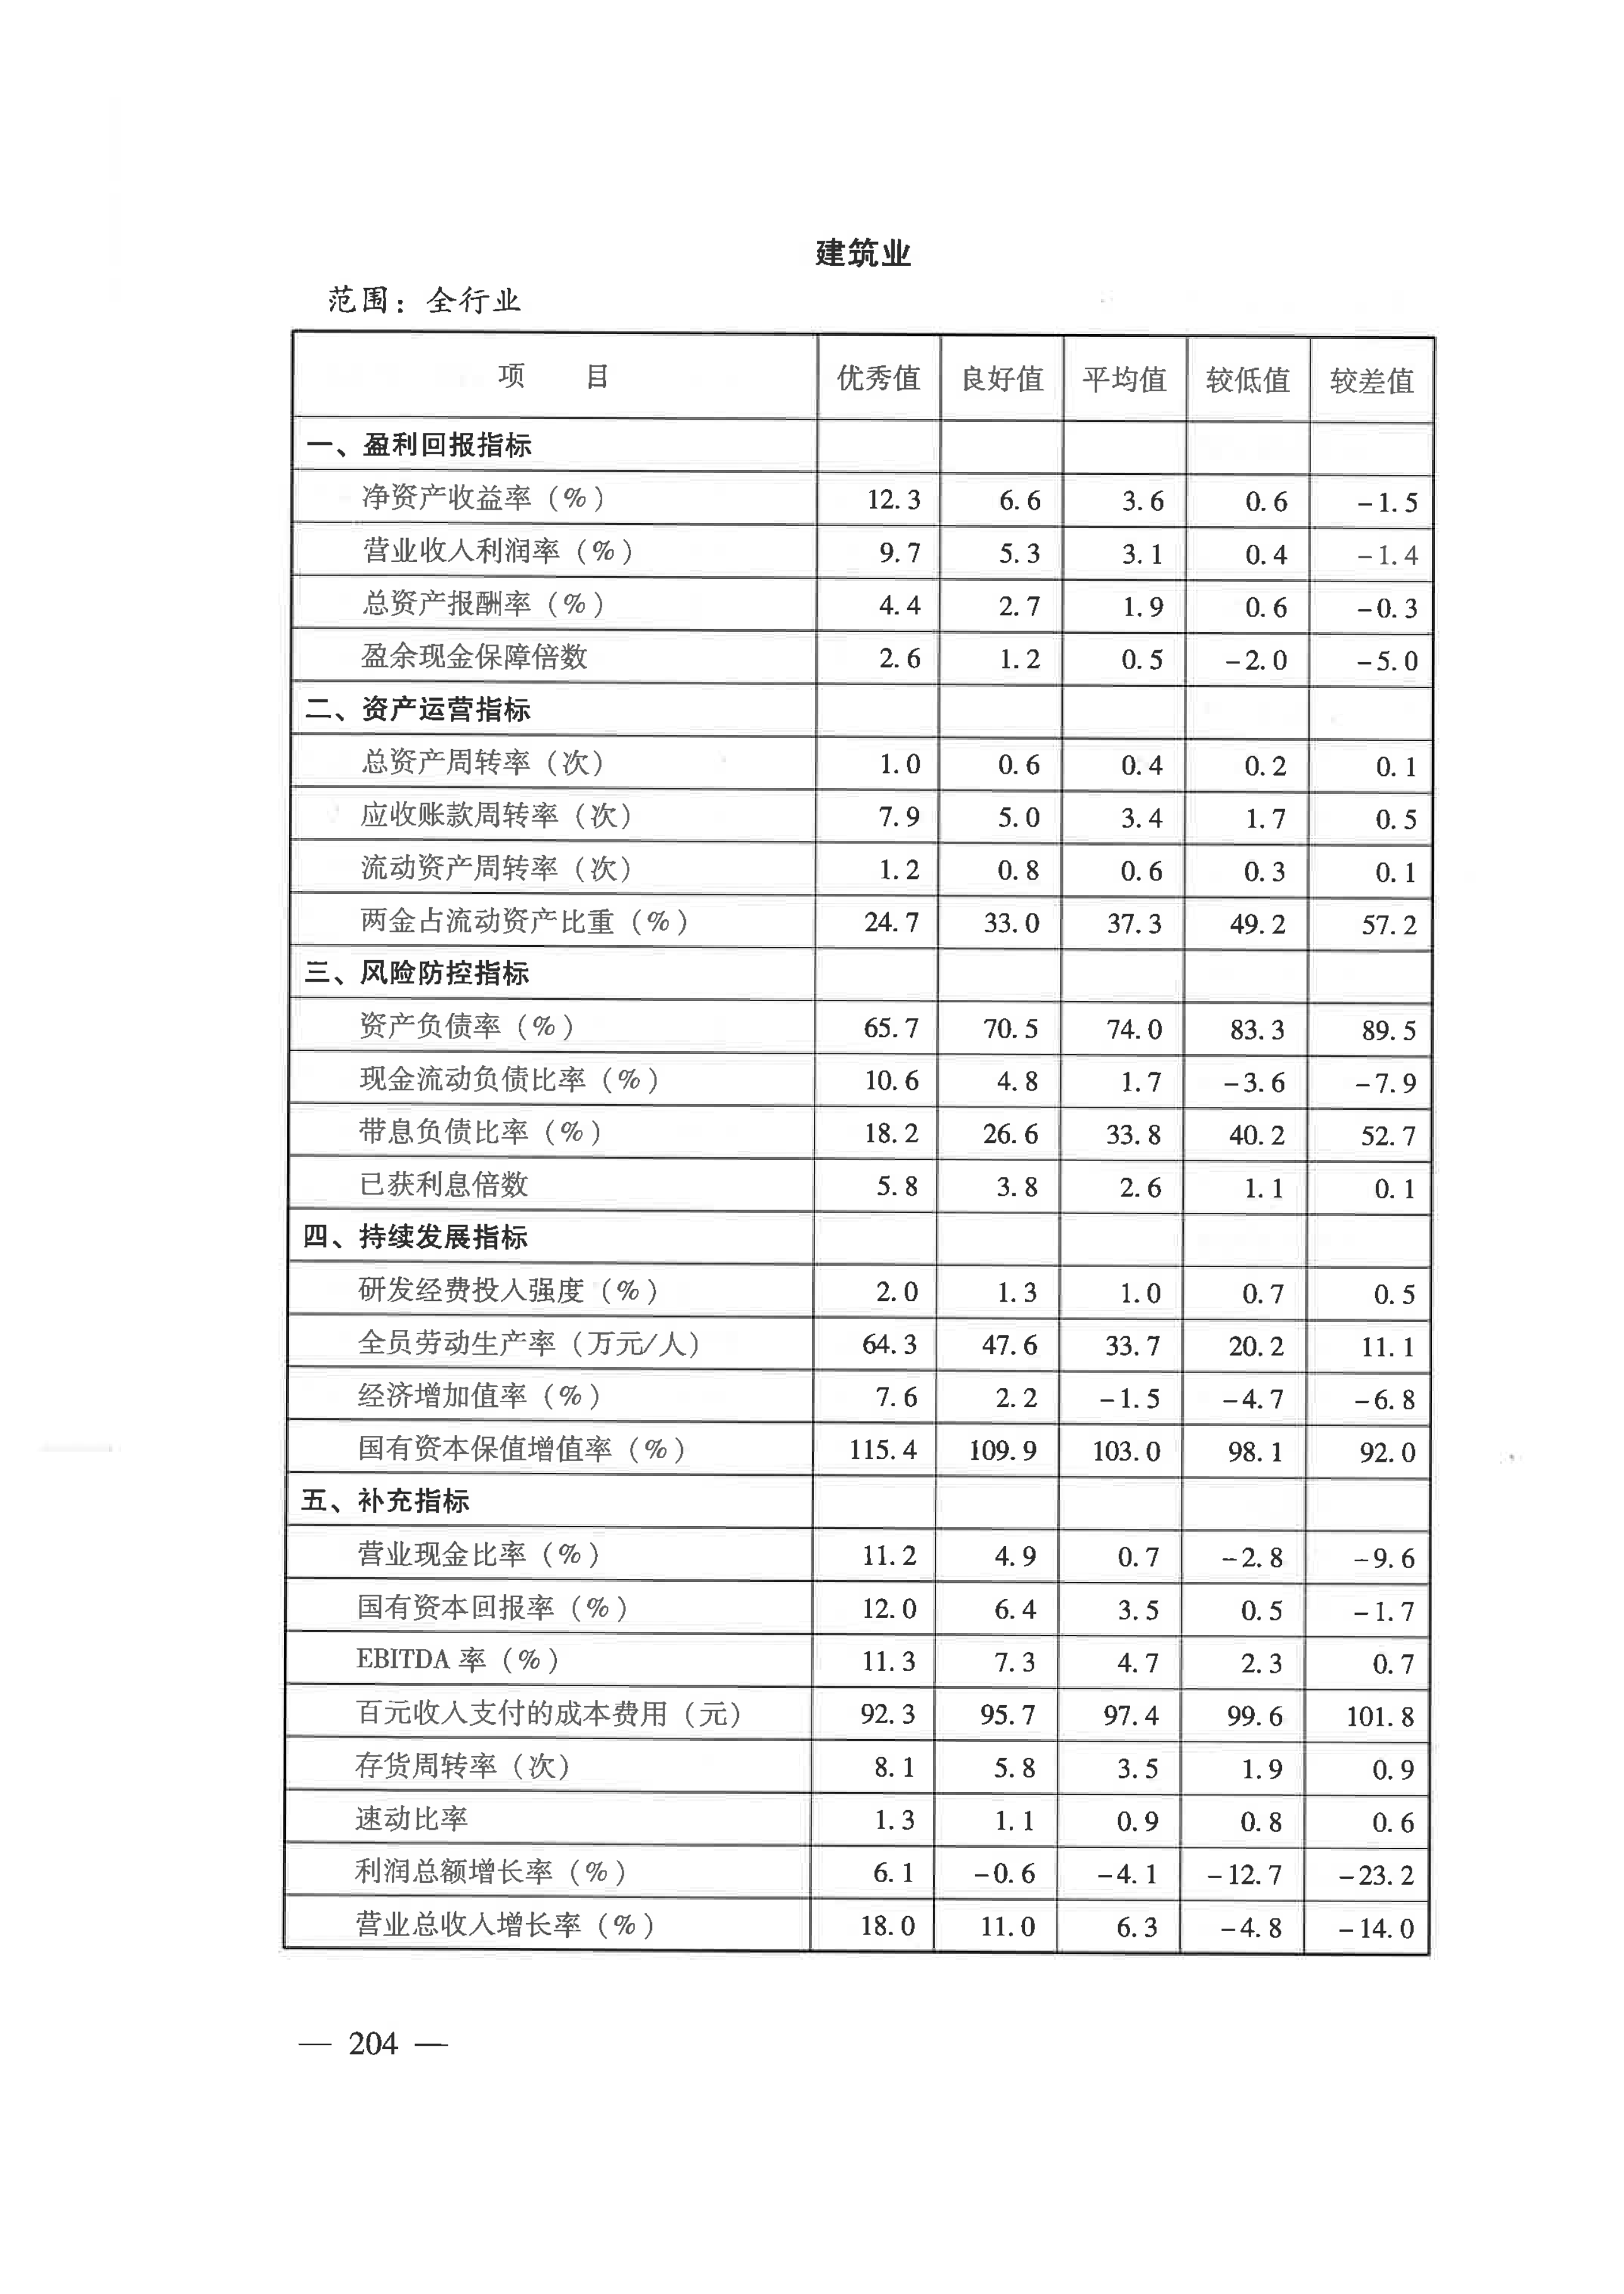 建筑业
范围：全行业
项 目 优秀值 良好值 平均值 较低值 较差值
一、盈利回报指标
净资产收益率（%） 12.3 6.6 3.6 0.6 -1.5
营业收入利润率（%） 9.7 5.3 3.1 0.4 -1.4
总资产报酬率（%） 4.4 2.7 1.9 0.6 -0.3
盈余现金保障倍数 2.6 1.2 0.5 -2.0 -5.0
二、资产运营指标
总资产周转率（次） 1.0 0.6 0.4 0.2 0.1
应收账款周转率（次） 7.9 5.0 3.4 1.7 0.5
流动资产周转率（次） 1.2 0.8 0.6 0.3 0.1
两金占流动资产比重（%） 24.7 33.0 37.3 49.2 57.2
三、风险防控指标
资产负债率（%） 65.7 70.5 74.0 83.3 89.5
现金流动负债比率（%） 10.6 4.8 1.7 -3.6 -7.9
带息负债比率（%） 18.2 26.6 33.8 40.2 52.7
已获利息倍数 5.8 3.8 2.6 1.1 0.1
四、持续发展指标
研发经费投入强度（%） 2.0 1.3 1.0 0.7 0.5
全员劳动生产率（万元/人） 64.3 47.6 33.7 20.2 11.1
经济增加值率（%） 7.6 2.2 -1.5 -4.7 -6.8
国有资本保值增值率（%） 115.4 109.9 103.0 98.1 92.0
五、补充指标
营业现金比率（%） 11.2 4.9 0.7 -2.8 -9.6
国有资本回报率（%） 12.0 6.4 3.5 0.5 -1.7
EBITDA 率（%） 11.3 7.3 4.7 2.3 0.7
百元收入支付的成本费用（元） 92.3 95.7 97.4 99.6 101.8
存货周转率（次） 8.1 5.8 3.5 1.9 0.9
速动比率 1.3 1.1 0.9 0.8 0.6
利润总额增长率（%） 6.1 -0.6 -4.1 -12.7 -23.2
营业总收入增长率（%） 18.0 11.0 6.3 -4.8 -14.0
— 204 —